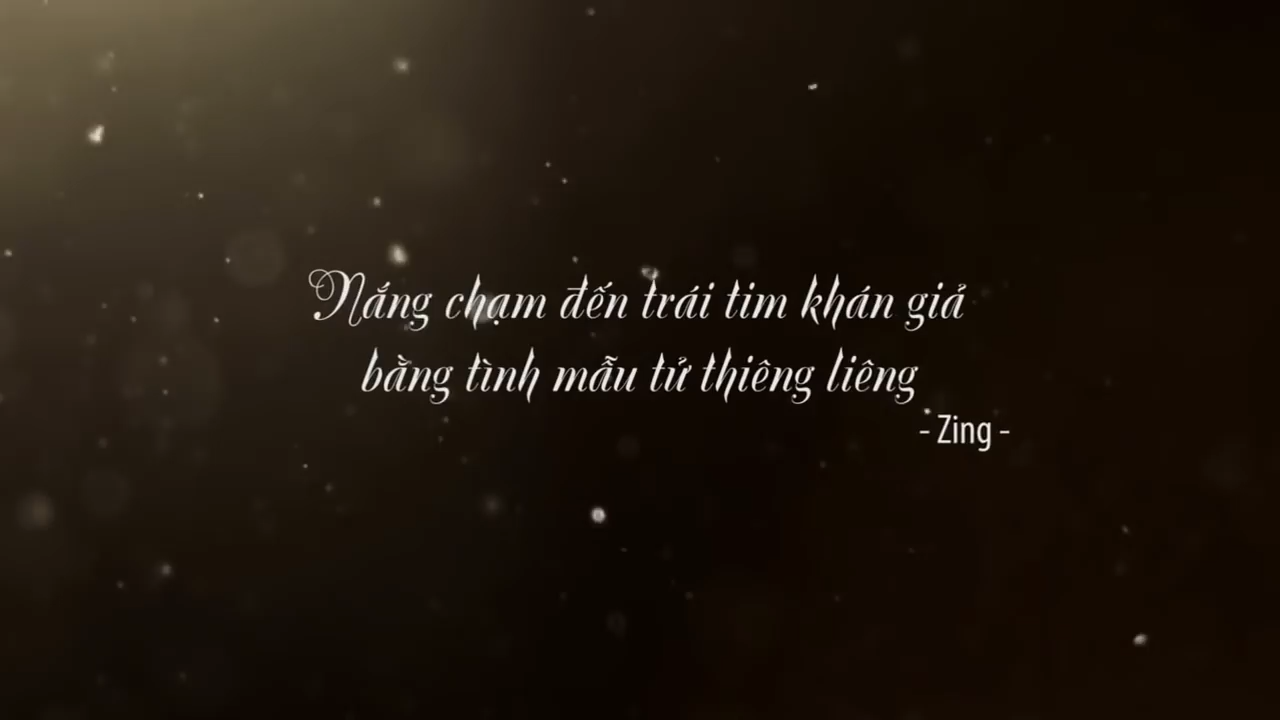 Nắng chạm đến trái tim khán giả
bằng tình mẫu tử thiêng liêng
- Zing -